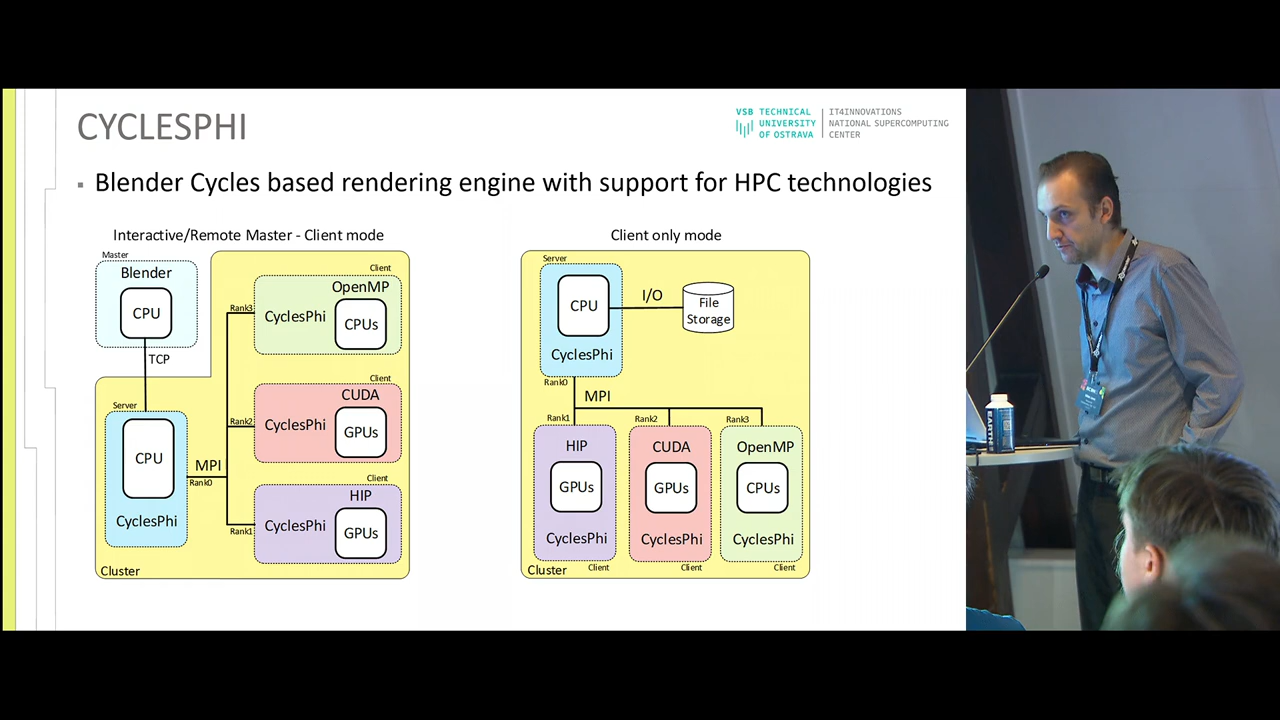 CYCLESPHI
VSB TECHNICAL
UNIVERSITY
OF OSTRAVA
IT4INNOVATIONS
NATIONAL SUPERCOMPUTING
CENTER
Blender Cycles based rendering engine with support for HPC technologies
Interactive/Remote Master - Client mode
Master
Blender
CPU
TCP
Server
CPU
CyclesPhi
MPI
Rank0
Cluster
Rank3
Client
OpenMP
CyclesPhi
CPUs
Rank2
Client
CUDA
CyclesPhi
GPUs
Rank1
Client
HIP
CyclesPhi
GPUs
Client only mode
Server
CPU
CyclesPhi
I/O
File
Storage
Rank0
MPI
Rank1
HIP
GPUs
CyclesPhi
Client
Rank2
CUDA
GPUs
CyclesPhi
Client
Rank3
OpenMP
CPUs
CyclesPhi
Client
Cluster
EARTH